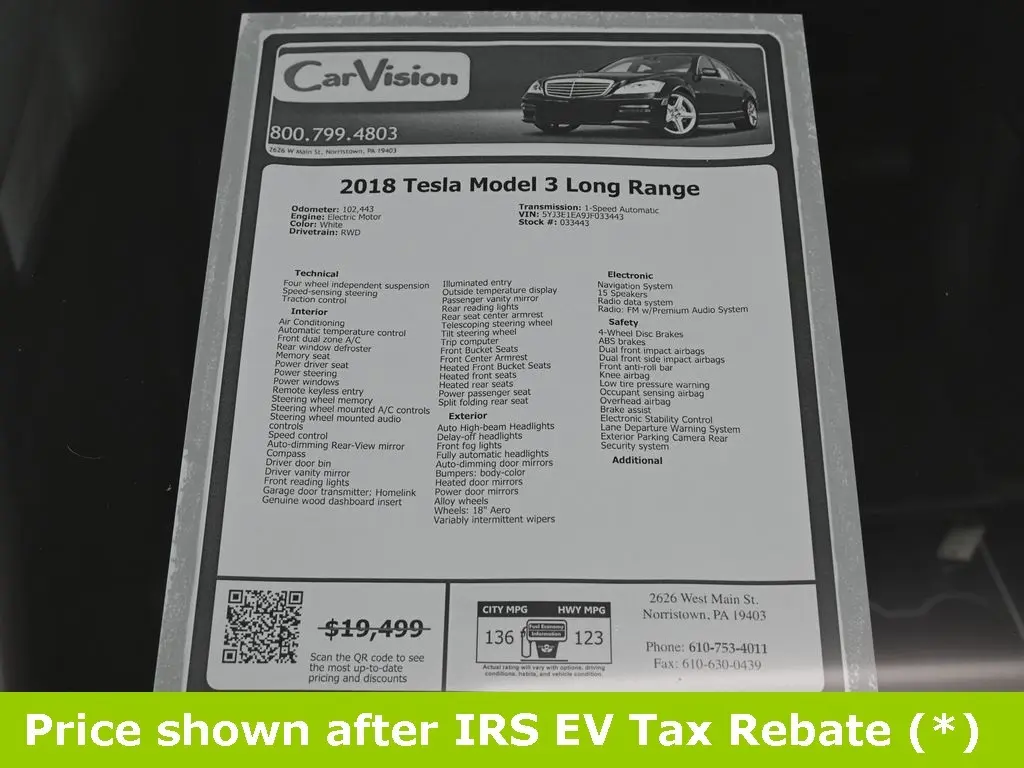 CarVision
800.799.4803
2626 W Main St, Norristown, PA 19403
2018 Tesla Model 3 Long Range
Odometer: 102,443
Engine: Electric Motor
Color: White
Drivetrain: RWD
Transmission: 1-Speed Automatic
VIN: 5YJ3E1EA9JF033443
Stock #: 033443
Technical
Four wheel independent suspension
Speed-sensing steering
Traction control
Interior
Air Conditioning
Automatic temperature control
Front dual zone A/C
Rear window defroster
Memory seat
Power driver seat
Power steering
Power windows
Remote keyless entry
Steering wheel memory
Steering wheel mounted A/C controls
Steering wheel mounted audio
controls
Speed control
Auto-dimming Rear-View mirror
Compass
Driver door bin
Driver vanity mirror
Front reading lights
Garage door transmitter: Homelink
Genuine wood dashboard insert
Illuminated entry
Outside temperature display
Passenger vanity mirror
Rear reading lights
Rear seat center armrest
Telescoping steering wheel
Tilt steering wheel
Trip computer
Front Bucket Seats
Front Center Armrest
Heated Front Bucket Seats
Heated front seats
Heated rear seats
Power passenger seat
Split folding rear seat
Exterior
Auto High-beam Headlights
Delay-off headlights
Front fog lights
Fully automatic headlights
Auto-dimming door mirrors
Bumpers: body-color
Heated door mirrors
Power door mirrors
Alloy wheels
Wheels: 18" Aero
Variably intermittent wipers
Electronic
Navigation System
15 Speakers
Radio data system
Radio: FM w/Premium Audio System
Safety
4-Wheel Disc Brakes
ABS brakes
Dual front impact airbags
Dual front side impact airbags
Front anti-roll bar
Knee airbag
Low tire pressure warning
Occupant sensing airbag
Overhead airbag
Brake assist
Electronic Stability Control
Lane Departure Warning System
Exterior Parking Camera Rear
Security system
Additional
$19,499
Scan the QR code to see
the most up-to-date
pricing and discounts
CITY MPG HWY MPG
Fuel Economy
Information
136 123
Actual rating will vary with options, driving
conditions, habits, and vehicle condition.
2626 West Main St.
Norristown, PA 19403
Phone: 610-753-4011
Fax: 610-630-0439
Price shown after IRS EV Tax Rebate (*)